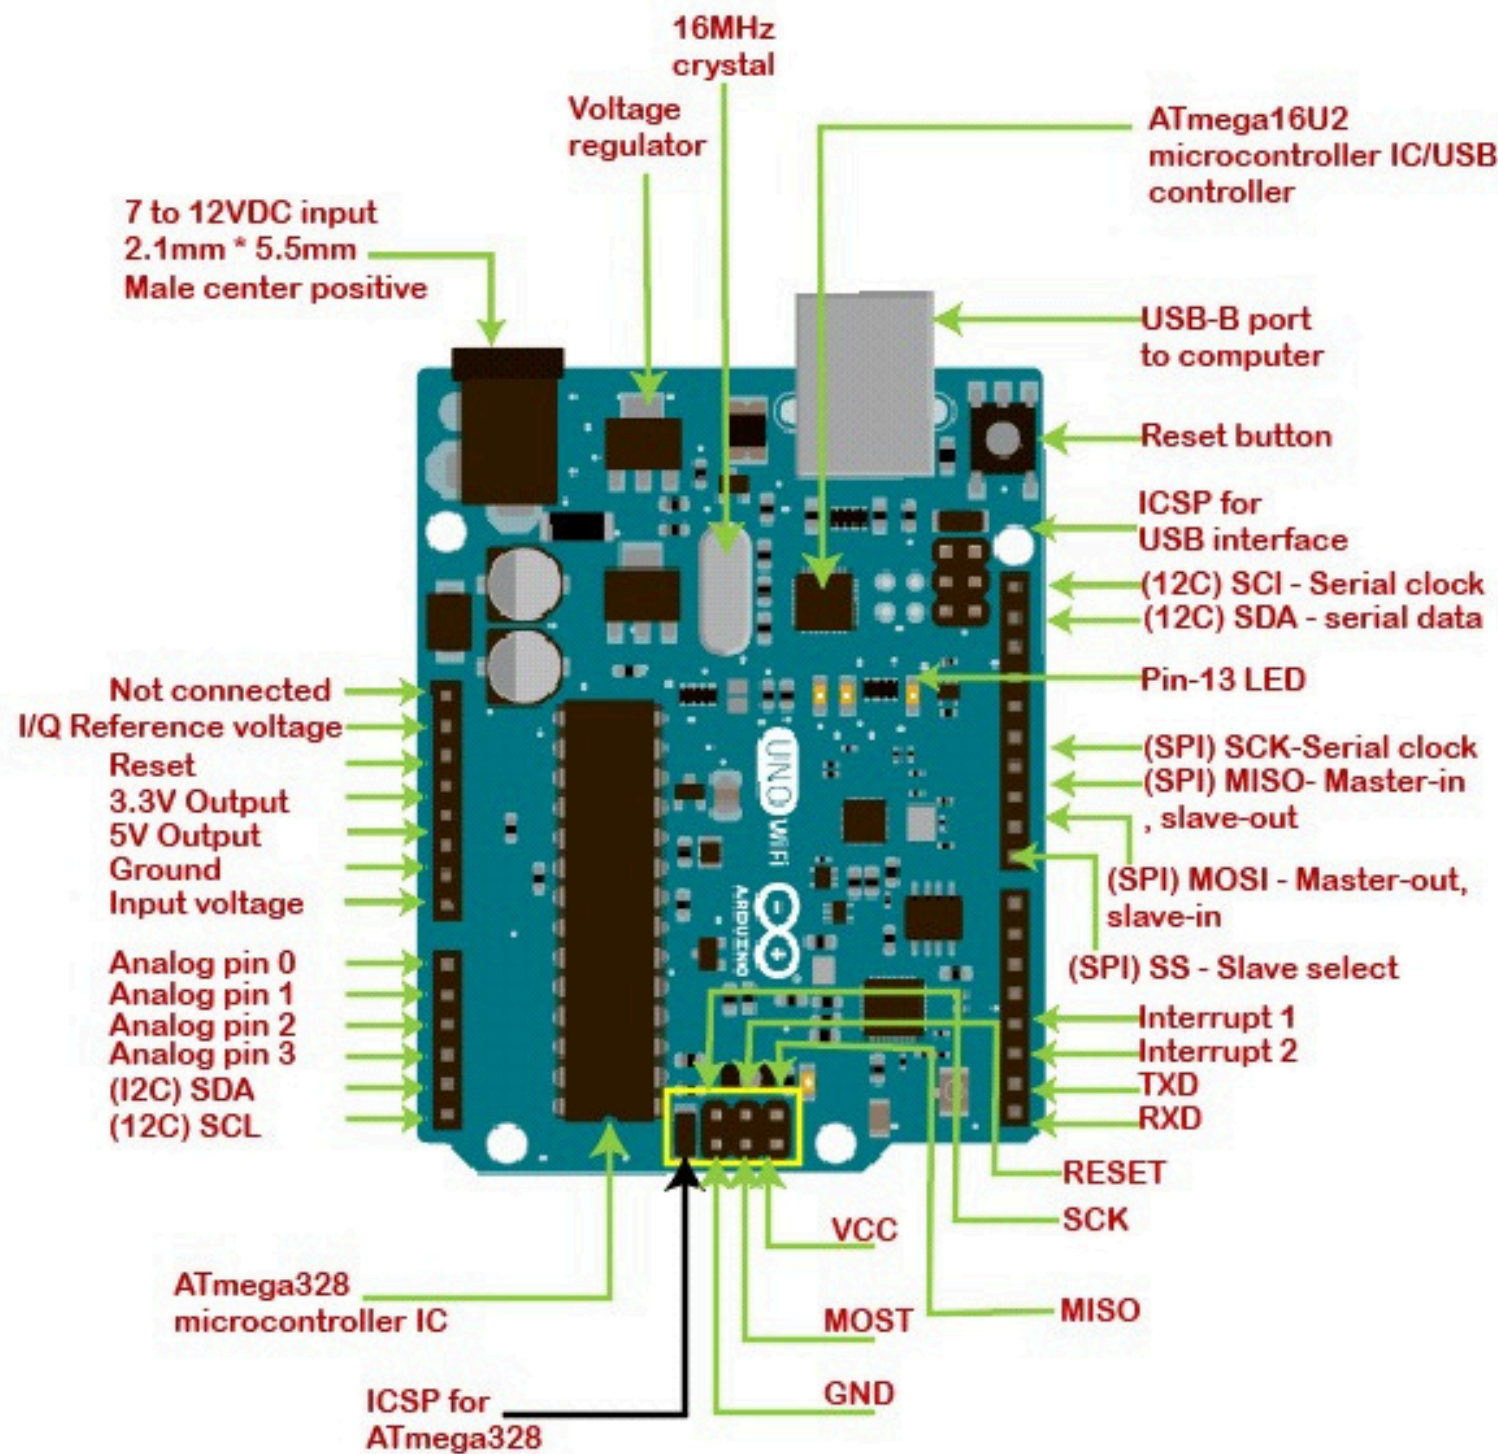 16MHz
crystal
Voltage
regulator
ATmega16U2
microcontroller IC/USB
controller
7 to 12VDC input
2.1mm * 5.5mm
Male center positive
USB-B port
to computer
Reset button
ICSP for
USB interface
(12C) SCI - Serial clock
(12C) SDA - serial data
Pin-13 LED
(SPI) SCK-Serial clock
(SPI) MISO- Master-in
, slave-out
(SPI) MOSI - Master-out,
slave-in
(SPI) SS - Slave select
Interrupt 1
Interrupt 2
TXD
RXD
RESET
SCK
MISO
Not connected
I/Q Reference voltage
Reset
3.3V Output
5V Output
Ground
Input voltage
Analog pin 0
Analog pin 1
Analog pin 2
Analog pin 3
(I2C) SDA
(12C) SCL
UNO WiFi
ARDUINO
VCC
MOST
GND
ATmega328
microcontroller IC
ICSP for
ATmega328